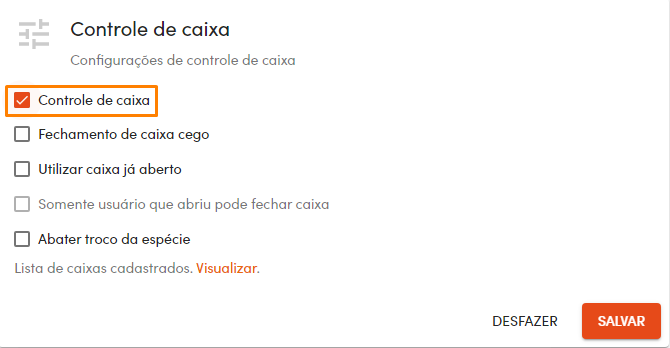 Controle de caixa
Configurações de controle de caixa
Controle de caixa
Fechamento de caixa cego
Utilizar caixa já aberto
Somente usuário que abriu pode fechar caixa
Abater troco da espécie
Lista de caixas cadastrados. Visualizar.
DESFAZER SALVAR